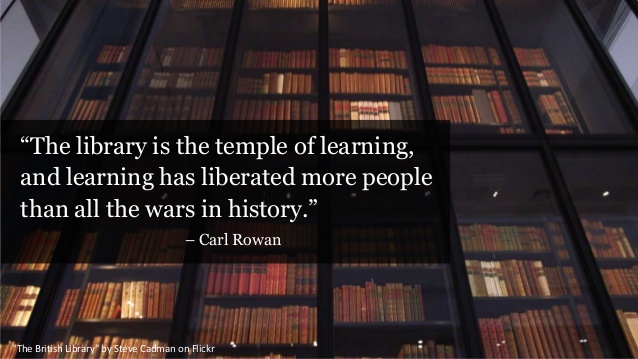 “The library is the temple of learning,
and learning has liberated more people
than all the wars in history.”
– Carl Rowan
"The British Library" by Steve Cadman on Flickr